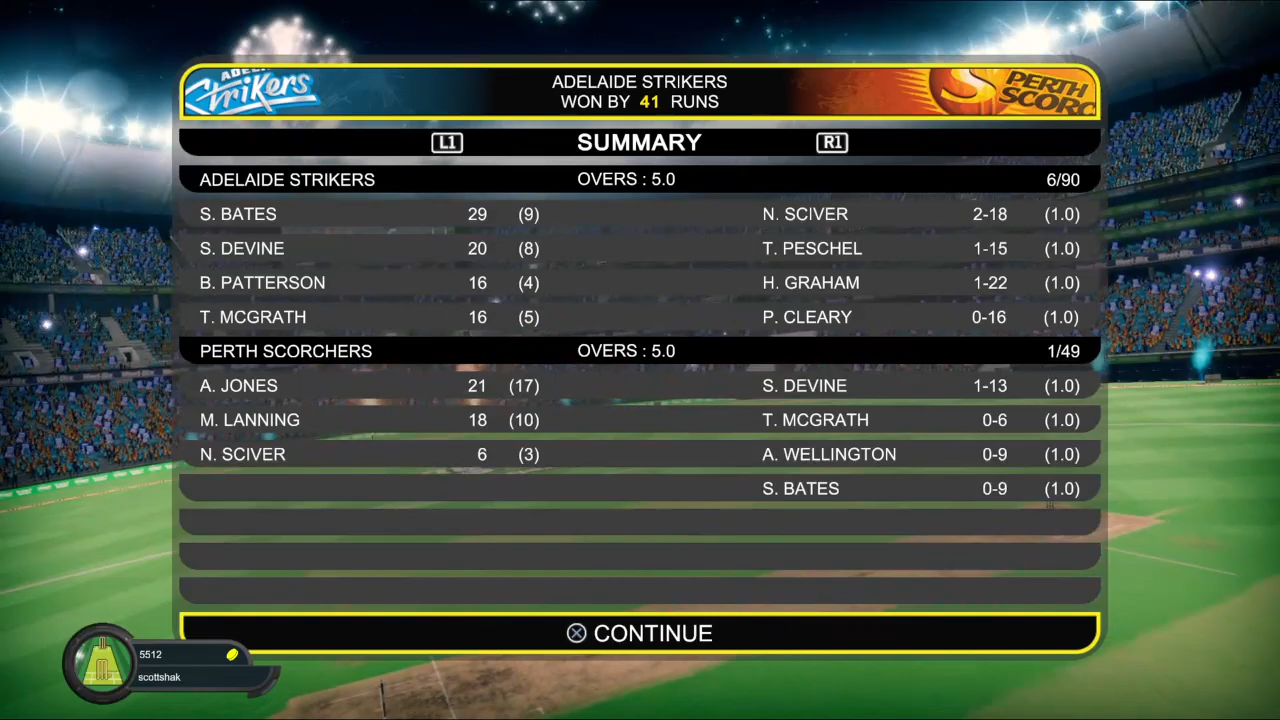 ADELAIDE STRIKERS
WON BY 41 RUNS
ADELAIDE
STRIKERS
PERTH
SCORC
L1 SUMMARY R1
ADELAIDE STRIKERS OVERS : 5.0 6/90
S. BATES 29 (9) N. SCIVER 2-18 (1.0)
S. DEVINE 20 (8) T. PESCHEL 1-15 (1.0)
B. PATTERSON 16 (4) H. GRAHAM 1-22 (1.0)
T. MCGRATH 16 (5) P. CLEARY 0-16 (1.0)
PERTH SCORCHERS OVERS : 5.0 1/49
A. JONES 21 (17) S. DEVINE 1-13 (1.0)
M. LANNING 18 (10) T. MCGRATH 0-6 (1.0)
N. SCIVER 6 (3) A. WELLINGTON 0-9 (1.0)
S. BATES 0-9 (1.0)
CONTINUE
5512
scottshak